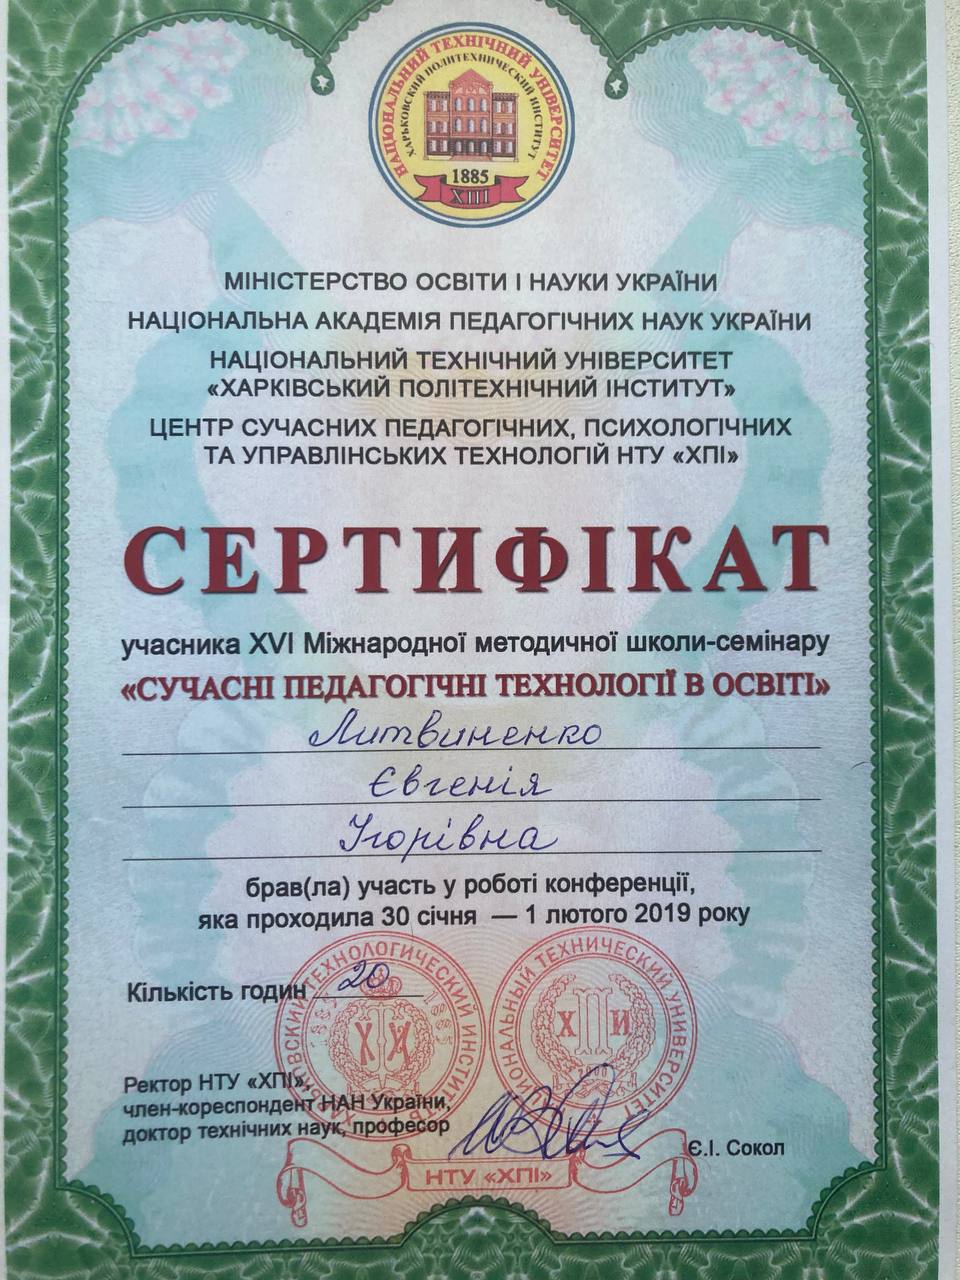 НАЦІОНАЛЬНИЙ ТЕХНІЧНИЙ УНІВЕРСИТЕТ
ХАРЬКОВСКИЙ ПОЛИТЕХНИЧЕСКИЙ ИНСТИТУТ
1885
ХПІ
МІНІСТЕРСТВО ОСВІТИ І НАУКИ УКРАЇНИ
НАЦІОНАЛЬНА АКАДЕМІЯ ПЕДАГОГІЧНИХ НАУК УКРАЇНИ
НАЦІОНАЛЬНИЙ ТЕХНІЧНИЙ УНІВЕРСИТЕТ
«ХАРКІВСЬКИЙ ПОЛІТЕХНІЧНИЙ ІНСТИТУТ»
ЦЕНТР СУЧАСНИХ ПЕДАГОГІЧНИХ, ПСИХОЛОГІЧНИХ
ТА УПРАВЛІНСЬКИХ ТЕХНОЛОГІЙ НТУ «ХПІ»
СЕРТИФІКАТ
учасника XVI Міжнародної методичної школи-семінару
«СУЧАСНІ ПЕДАГОГІЧНІ ТЕХНОЛОГІЇ В ОСВІТІ»
Литвиненко
Євгенія
Ігорівна
брав(ла) участь у роботі конференції,
яка проходила 30 січня — 1 лютого 2019 року
Кількість годин 20
Ректор НТУ «ХПІ»,
член-кореспондент НАН України,
доктор технічних наук, професор
Є.І. Сокол
НТУ «ХПІ»